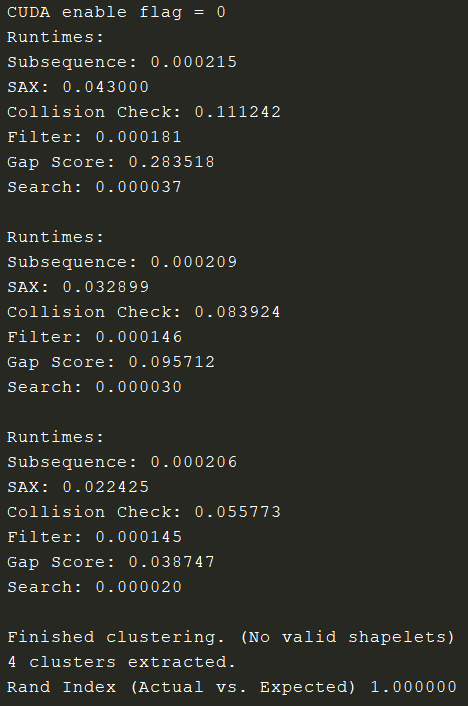 CUDA enable flag = 0
Runtimes:
Subsequence: 0.000215
SAX: 0.043000
Collision Check: 0.111242
Filter: 0.000181
Gap Score: 0.283518
Search: 0.000037
Runtimes:
Subsequence: 0.000209
SAX: 0.032899
Collision Check: 0.083924
Filter: 0.000146
Gap Score: 0.095712
Search: 0.000030
Runtimes:
Subsequence: 0.000206
SAX: 0.022425
Collision Check: 0.055773
Filter: 0.000145
Gap Score: 0.038747
Search: 0.000020
Finished clustering. (No valid shapelets)
4 clusters extracted.
Rand Index (Actual vs. Expected) 1.000000